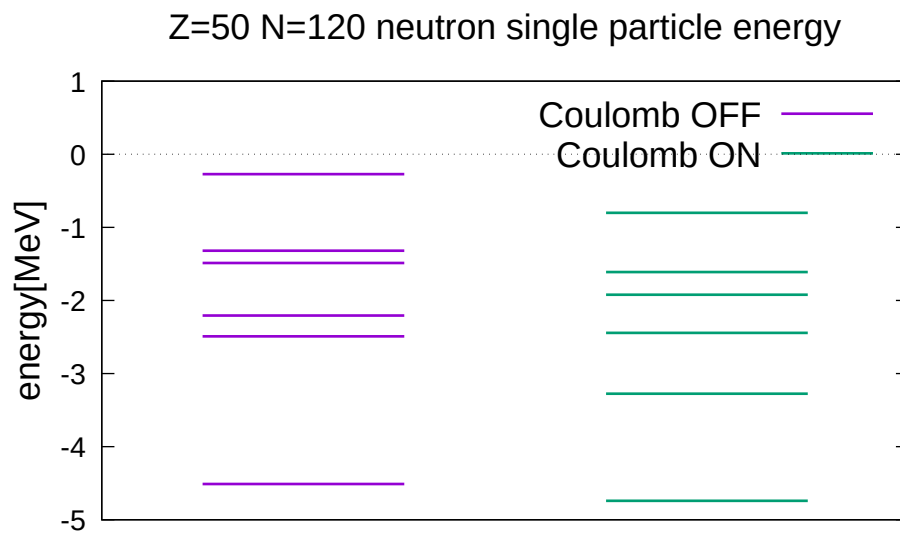 Z=50 N=120 neutron single particle energy
energy[MeV]
1
0
-1
-2
-3
-4
-5
Coulomb OFF
Coulomb ON